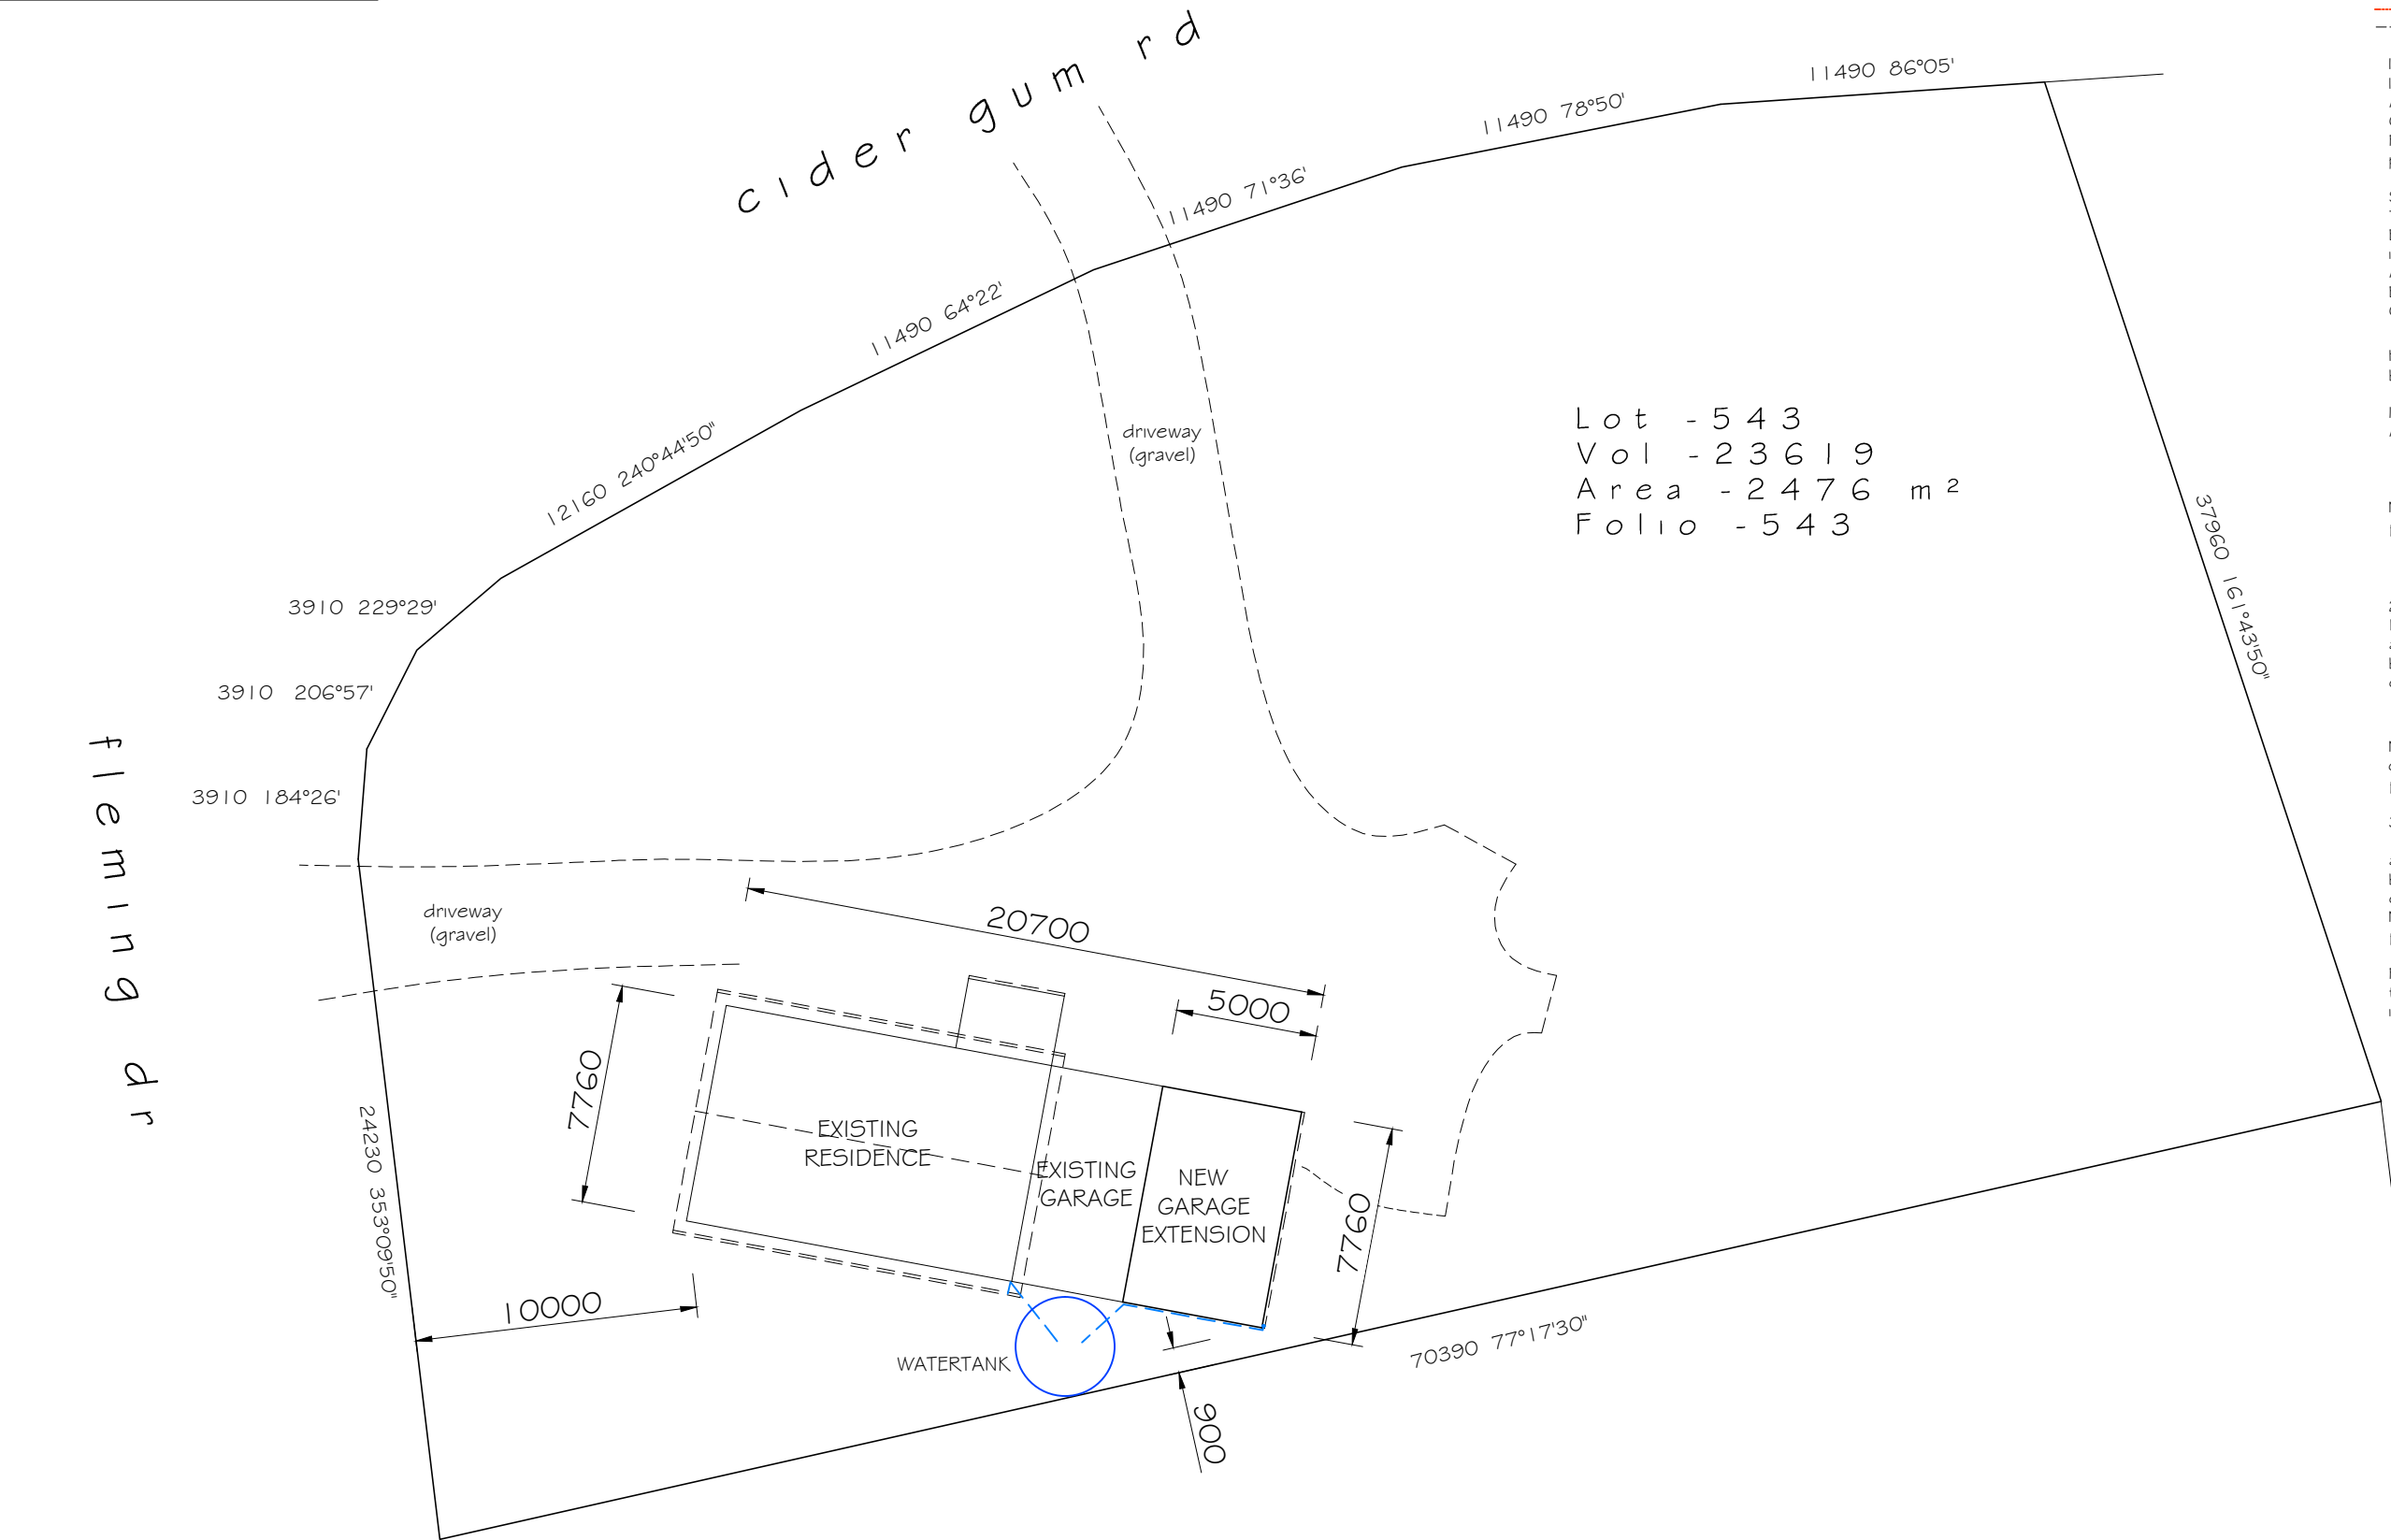 cider gum rd
11490 86°05'
11490 78°50'
11490 71°36'
11490 64°22'
12160 240°44'50"
3910 229°29'
3910 206°57'
3910 184°26'
fleming dr
driveway
(gravel)
Lot -543
Vol -23619
Area -2476 m²
Folio -543
37960 161°43'50"
driveway
(gravel)
20700
5000
7760
EXISTING
RESIDENCE
EXISTING
GARAGE
NEW
GARAGE
EXTENSION
7760
24230 353°09'50"
10000
WATERTANK
900
70390 77°17'30"